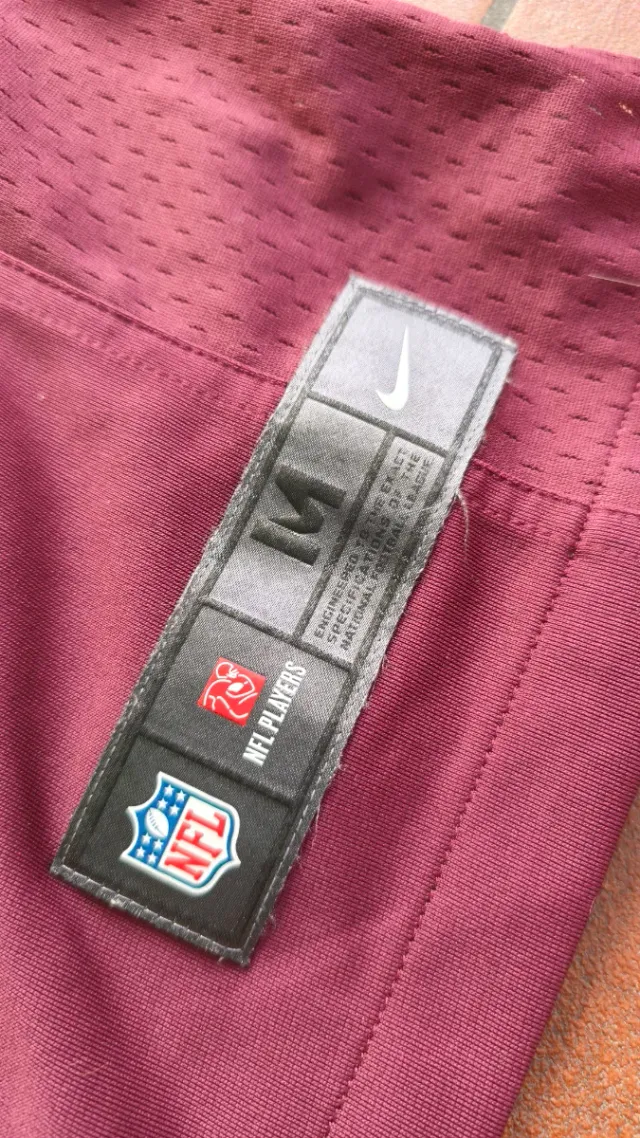 M
ENGINEERED TO THE EXACT
SPECIFICATIONS OF THE
NATIONAL FOOTBALL LEAGUE
NFL PLAYERS
NFL